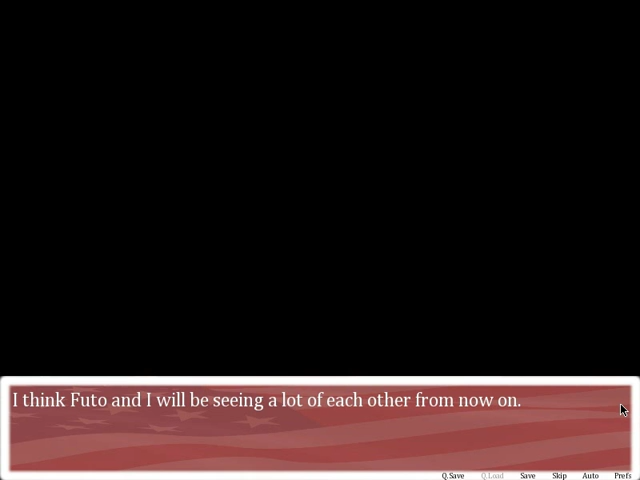 I think Futo and I will be seeing a lot of each other from now on.
Q.Save Q.Load Save Skip Auto Prefs